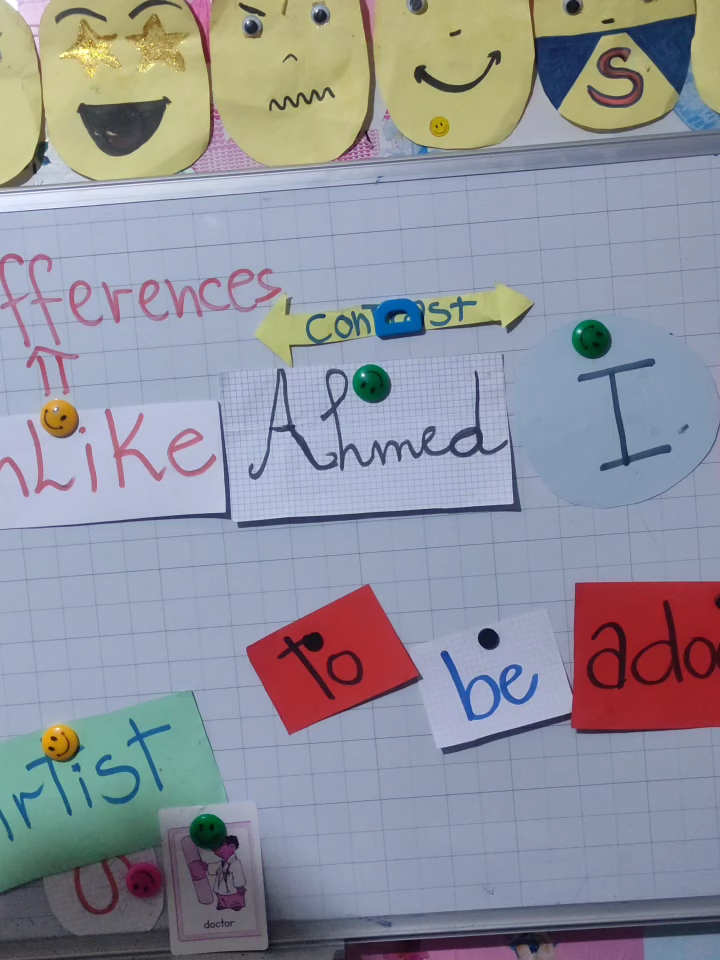 S
fferences
contrast
nLiKe Ahmed I
to be ado
rtist
doctor